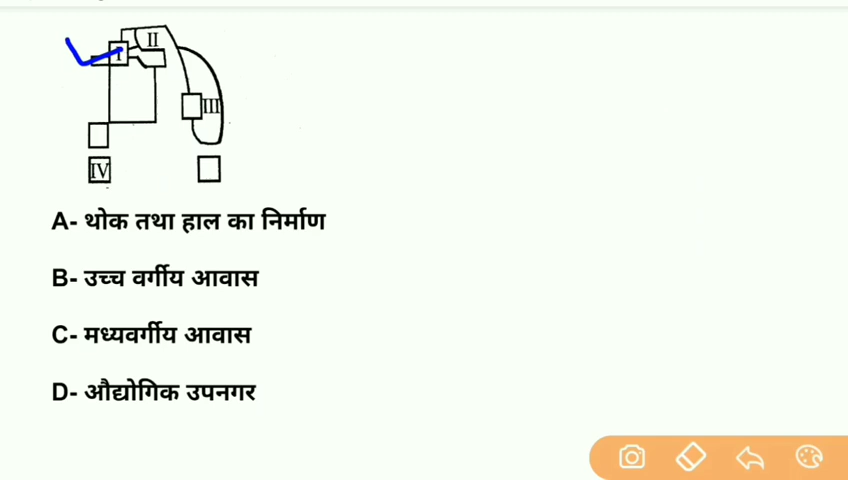 II
I
III
IV
A- थोक तथा हाल का निर्माण
B- उच्च वर्गीय आवास
C- मध्यवर्गीय आवास
D- औद्योगिक उपनगर